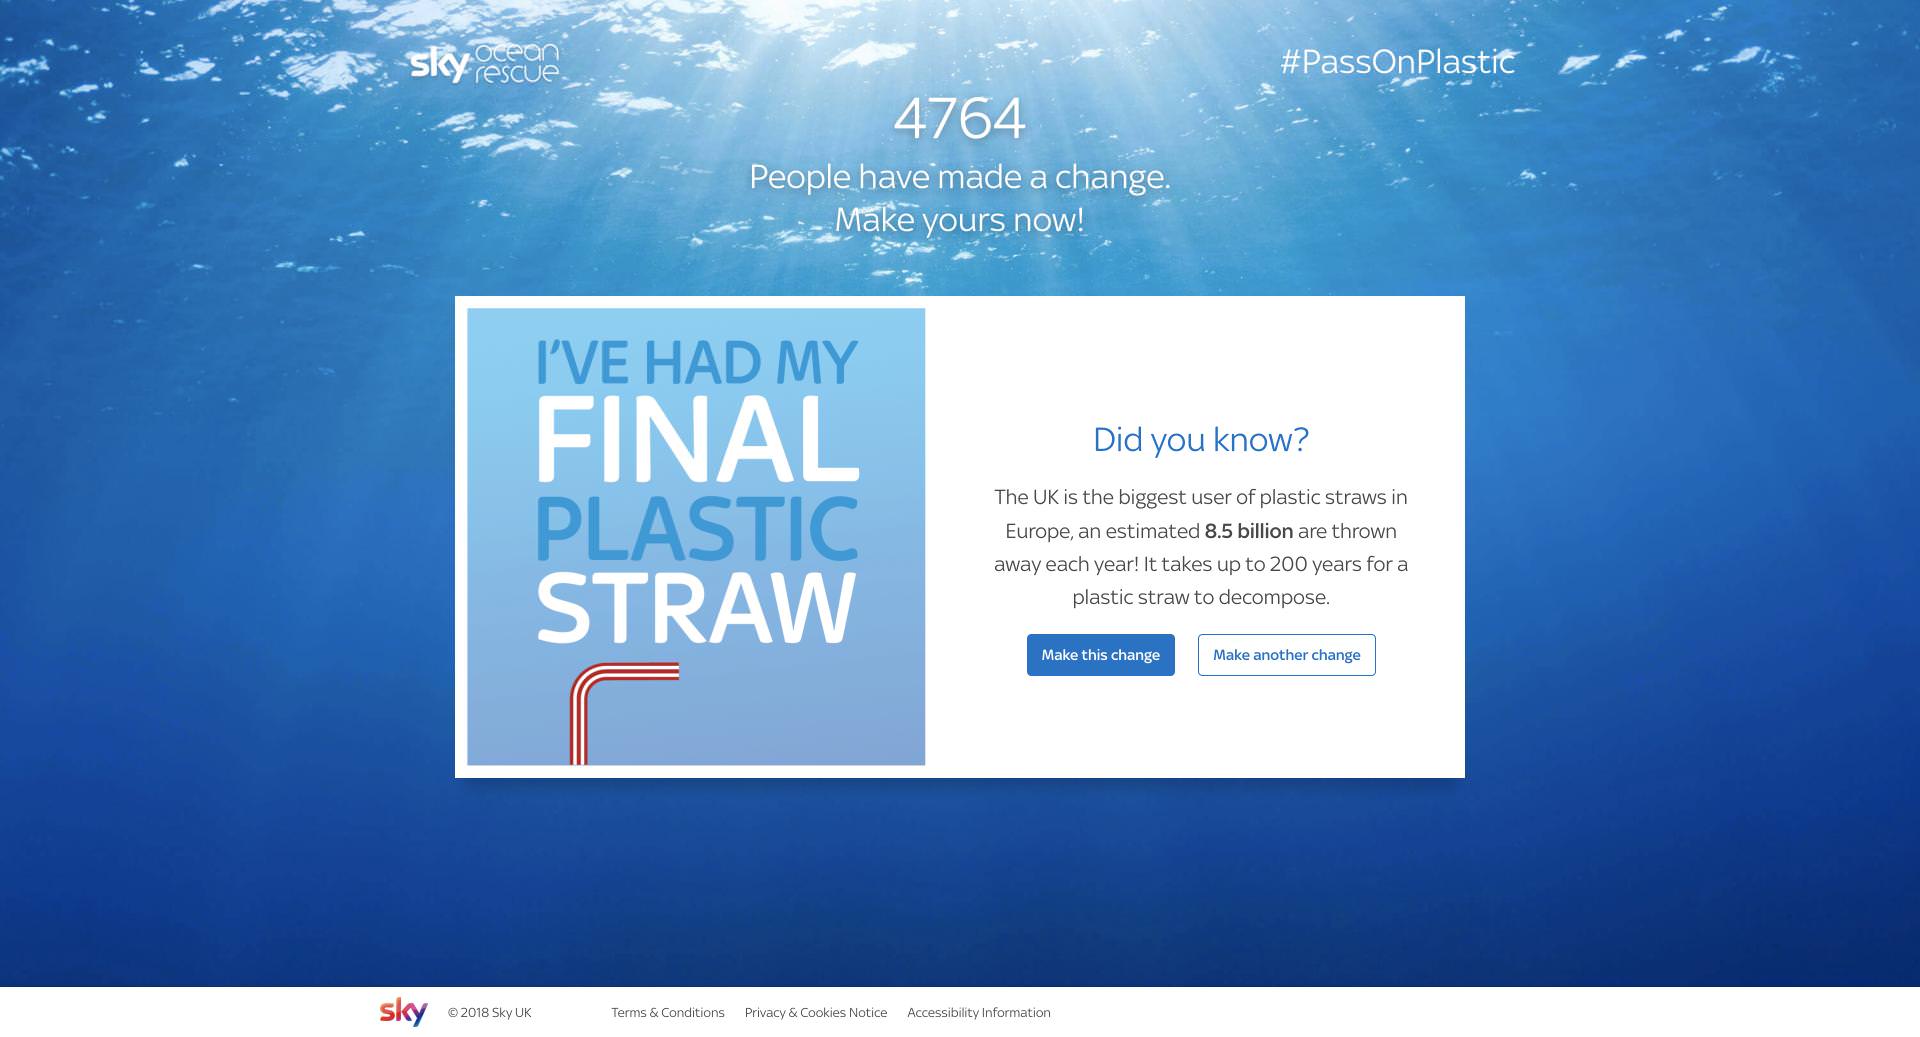 sky ocean rescue
#PassOnPlastic
4764
People have made a change.
Make yours now!
I'VE HAD MY
FINAL
PLASTIC
STRAW
Did you know?
The UK is the biggest user of plastic straws in
Europe, an estimated 8.5 billion are thrown
away each year! It takes up to 200 years for a
plastic straw to decompose.
Make this change
Make another change
sky
© 2018 Sky UK
Terms & Conditions
Privacy & Cookies Notice
Accessibility Information